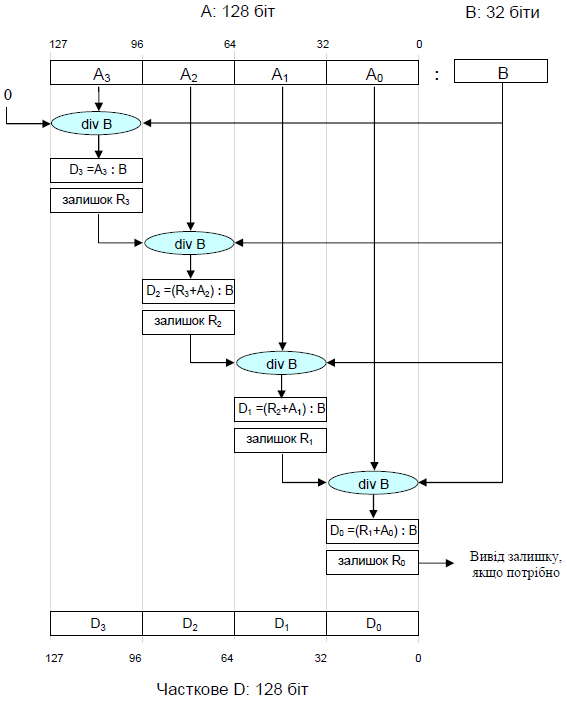 А: 128 біт
В: 32 біти
127 96 64 32 0
A3 A2 A1 A0 : B
0
div B
D3 =A3 : B
залишок R3
div B
D2 =(R3+A2) : B
залишок R2
div B
D1 =(R2+A1) : B
залишок R1
div B
D0 =(R1+A0) : B
залишок R0
Вивід залишку,
якщо потрібно
D3 D2 D1 D0
127 96 64 32 0
Часткове D: 128 біт